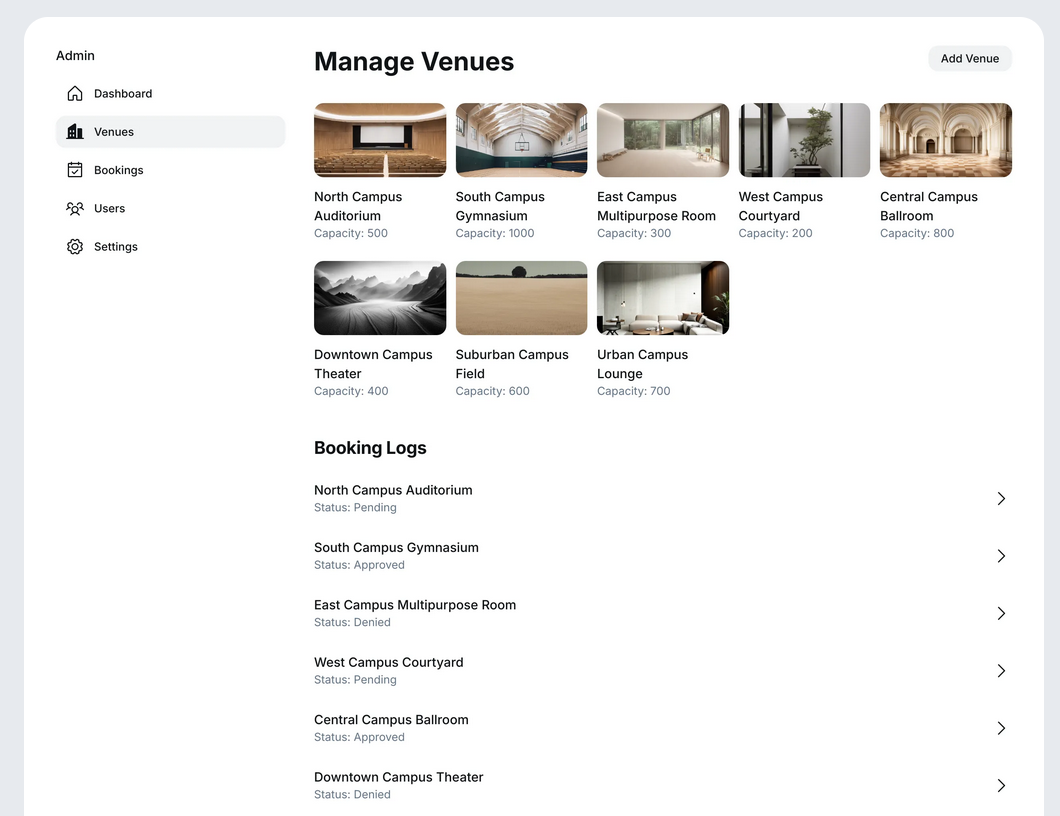 Admin
Dashboard
Venues
Bookings
Users
Settings
Manage Venues
Add Venue
North Campus
Auditorium
Capacity: 500
South Campus
Gymnasium
Capacity: 1000
East Campus
Multipurpose Room
Capacity: 300
West Campus
Courtyard
Capacity: 200
Central Campus
Ballroom
Capacity: 800
Downtown Campus
Theater
Capacity: 400
Suburban Campus
Field
Capacity: 600
Urban Campus
Lounge
Capacity: 700
Booking Logs
North Campus Auditorium
Status: Pending
South Campus Gymnasium
Status: Approved
East Campus Multipurpose Room
Status: Denied
West Campus Courtyard
Status: Pending
Central Campus Ballroom
Status: Approved
Downtown Campus Theater
Status: Denied